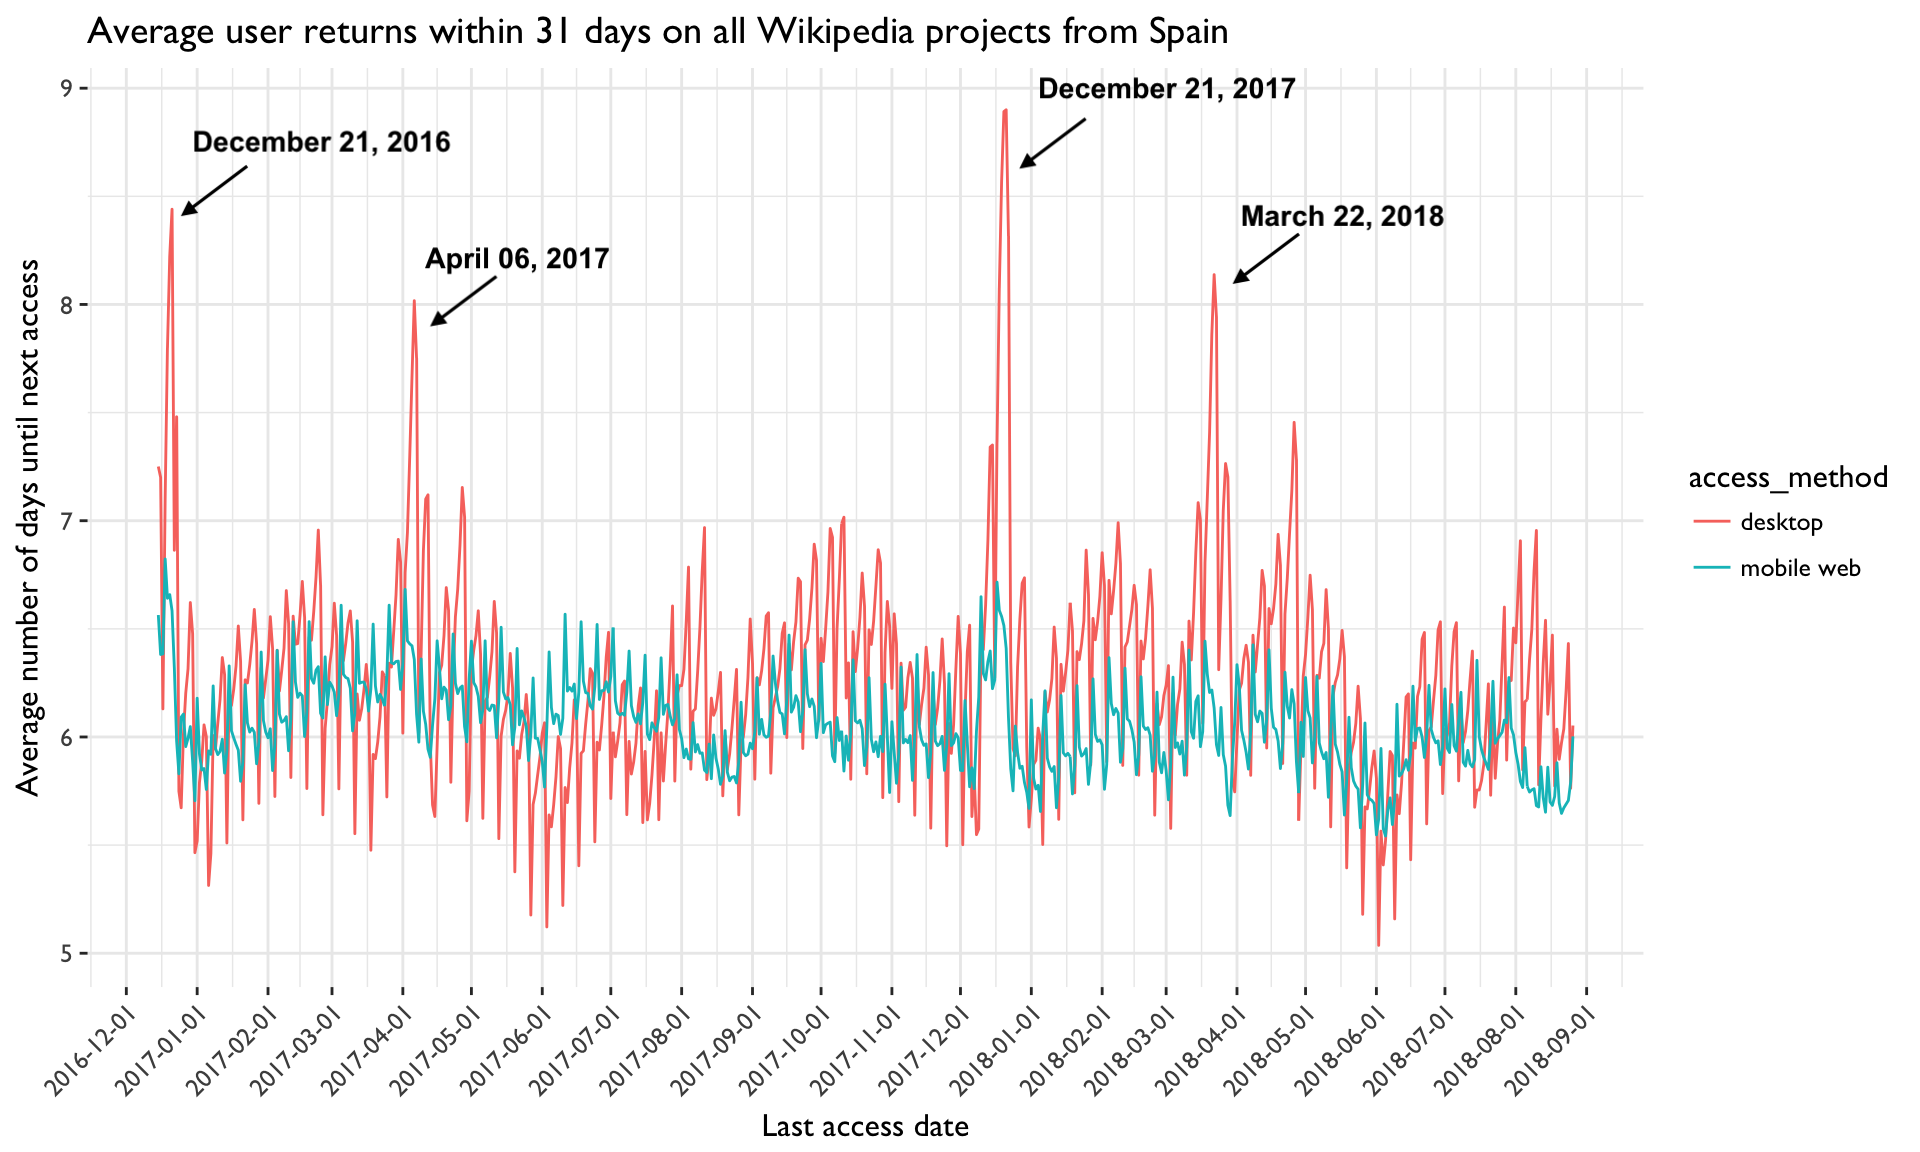 Average user returns within 31 days on all Wikipedia projects from Spain
Average number of days until next access
9
8
7
6
5
December 21, 2016
April 06, 2017
December 21, 2017
March 22, 2018
access_method
desktop
mobile web
2016-12-01
2017-01-01
2017-02-01
2017-03-01
2017-04-01
2017-05-01
2017-06-01
2017-07-01
2017-08-01
2017-09-01
2017-10-01
2017-11-01
2017-12-01
2018-01-01
2018-02-01
2018-03-01
2018-04-01
2018-05-01
2018-06-01
2018-07-01
2018-08-01
2018-09-01
Last access date